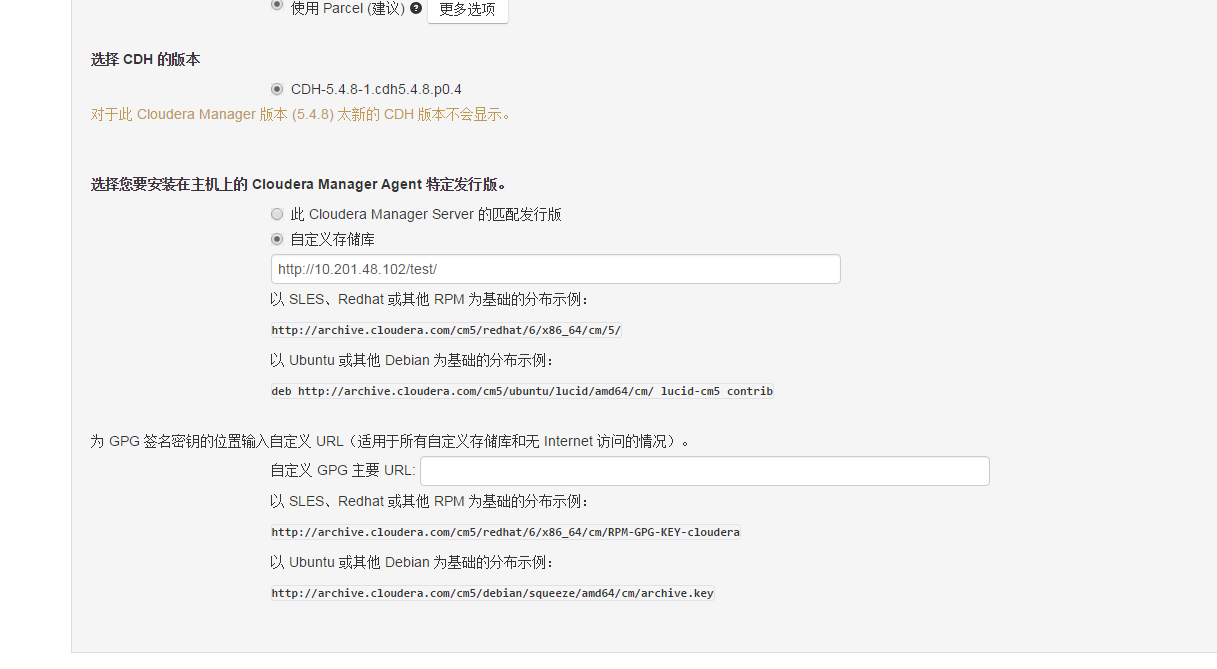 使用 Parcel (建议) ? 更多选项
选择 CDH 的版本
CDH-5.4.8-1.cdh5.4.8.p0.4
对于此 Cloudera Manager 版本 (5.4.8) 太新的 CDH 版本不会显示。
选择您要安装在主机上的 Cloudera Manager Agent 特定发行版。
此 Cloudera Manager Server 的匹配发行版
自定义存储库
http://10.201.48.102/test/
以 SLES、Redhat 或其他 RPM 为基础的分布示例：
http://archive.cloudera.com/cm5/redhat/6/x86_64/cm/5/
以 Ubuntu 或其他 Debian 为基础的分布示例：
deb http://archive.cloudera.com/cm5/ubuntu/lucid/amd64/cm/ lucid-cm5 contrib
为 GPG 签名密钥的位置输入自定义 URL（适用于所有自定义存储库和无 Internet 访问的情况）。
自定义 GPG 主要 URL:
以 SLES、Redhat 或其他 RPM 为基础的分布示例：
http://archive.cloudera.com/cm5/redhat/6/x86_64/cm/RPM-GPG-KEY-cloudera
以 Ubuntu 或其他 Debian 为基础的分布示例：
http://archive.cloudera.com/cm5/debian/squeeze/amd64/cm/archive.key